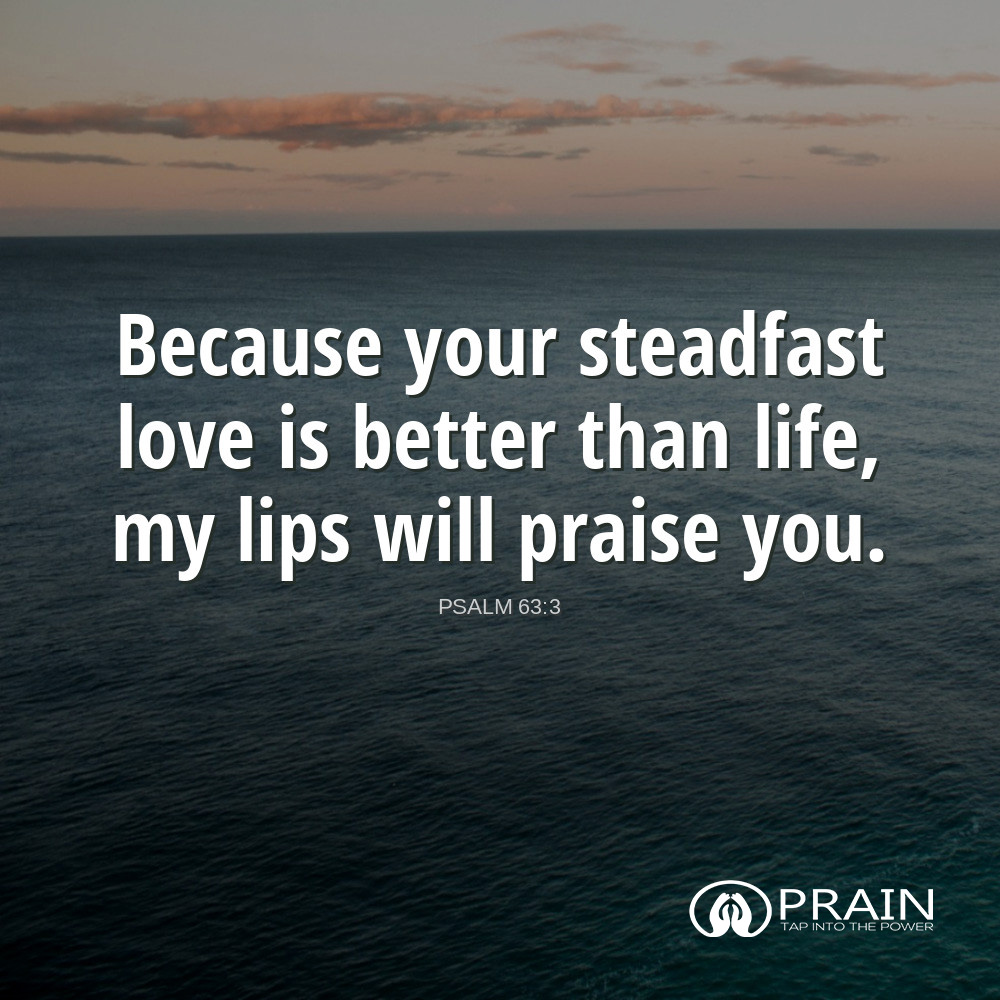 Because your steadfast
love is better than life,
my lips will praise you.
PSALM 63:3
PRAIN
TAP INTO THE POWER